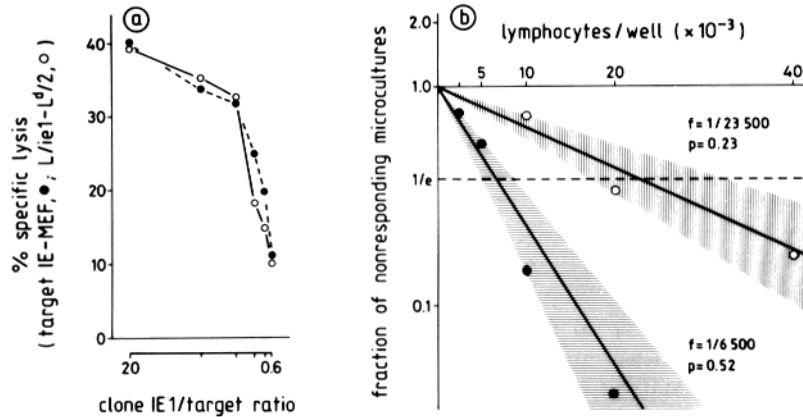 a
% specific lysis
(target IE-MEF, ●; L/ie1-Lᵈ/2, ○)
40
30
20
10
0
20
0.6
clone IE1/target ratio
b
lymphocytes/well (×10⁻³)
5
10
20
40
fraction of nonresponding microcultures
2.0
1.0
1/e
0.1
f = 1/23 500
p = 0.23
f = 1/6 500
p = 0.52